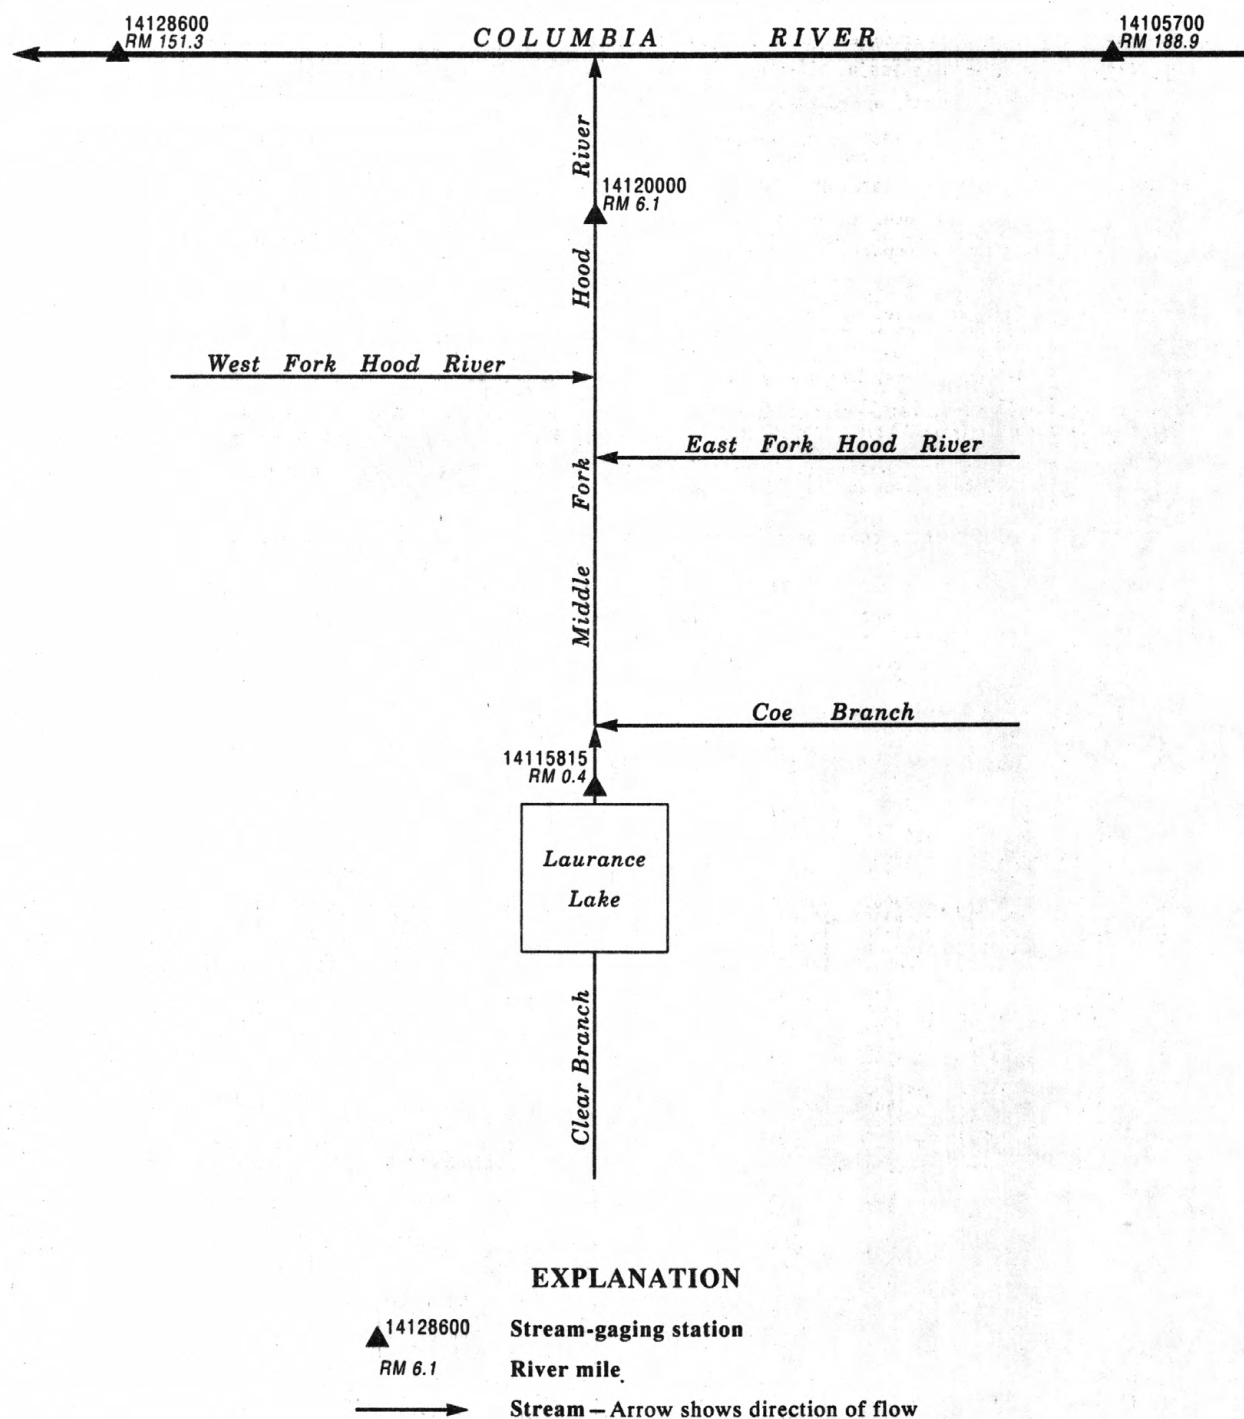 14128600
RM 151.3
COLUMBIA RIVER
14105700
RM 188.9
River
14120000
RM 6.1
Hood
West Fork Hood River
East Fork Hood River
Fork
Middle
Coe Branch
14115815
RM 0.4
Laurance
Lake
Clear Branch
EXPLANATION
14128600 Stream-gaging station
RM 6.1 River mile
Stream — Arrow shows direction of flow